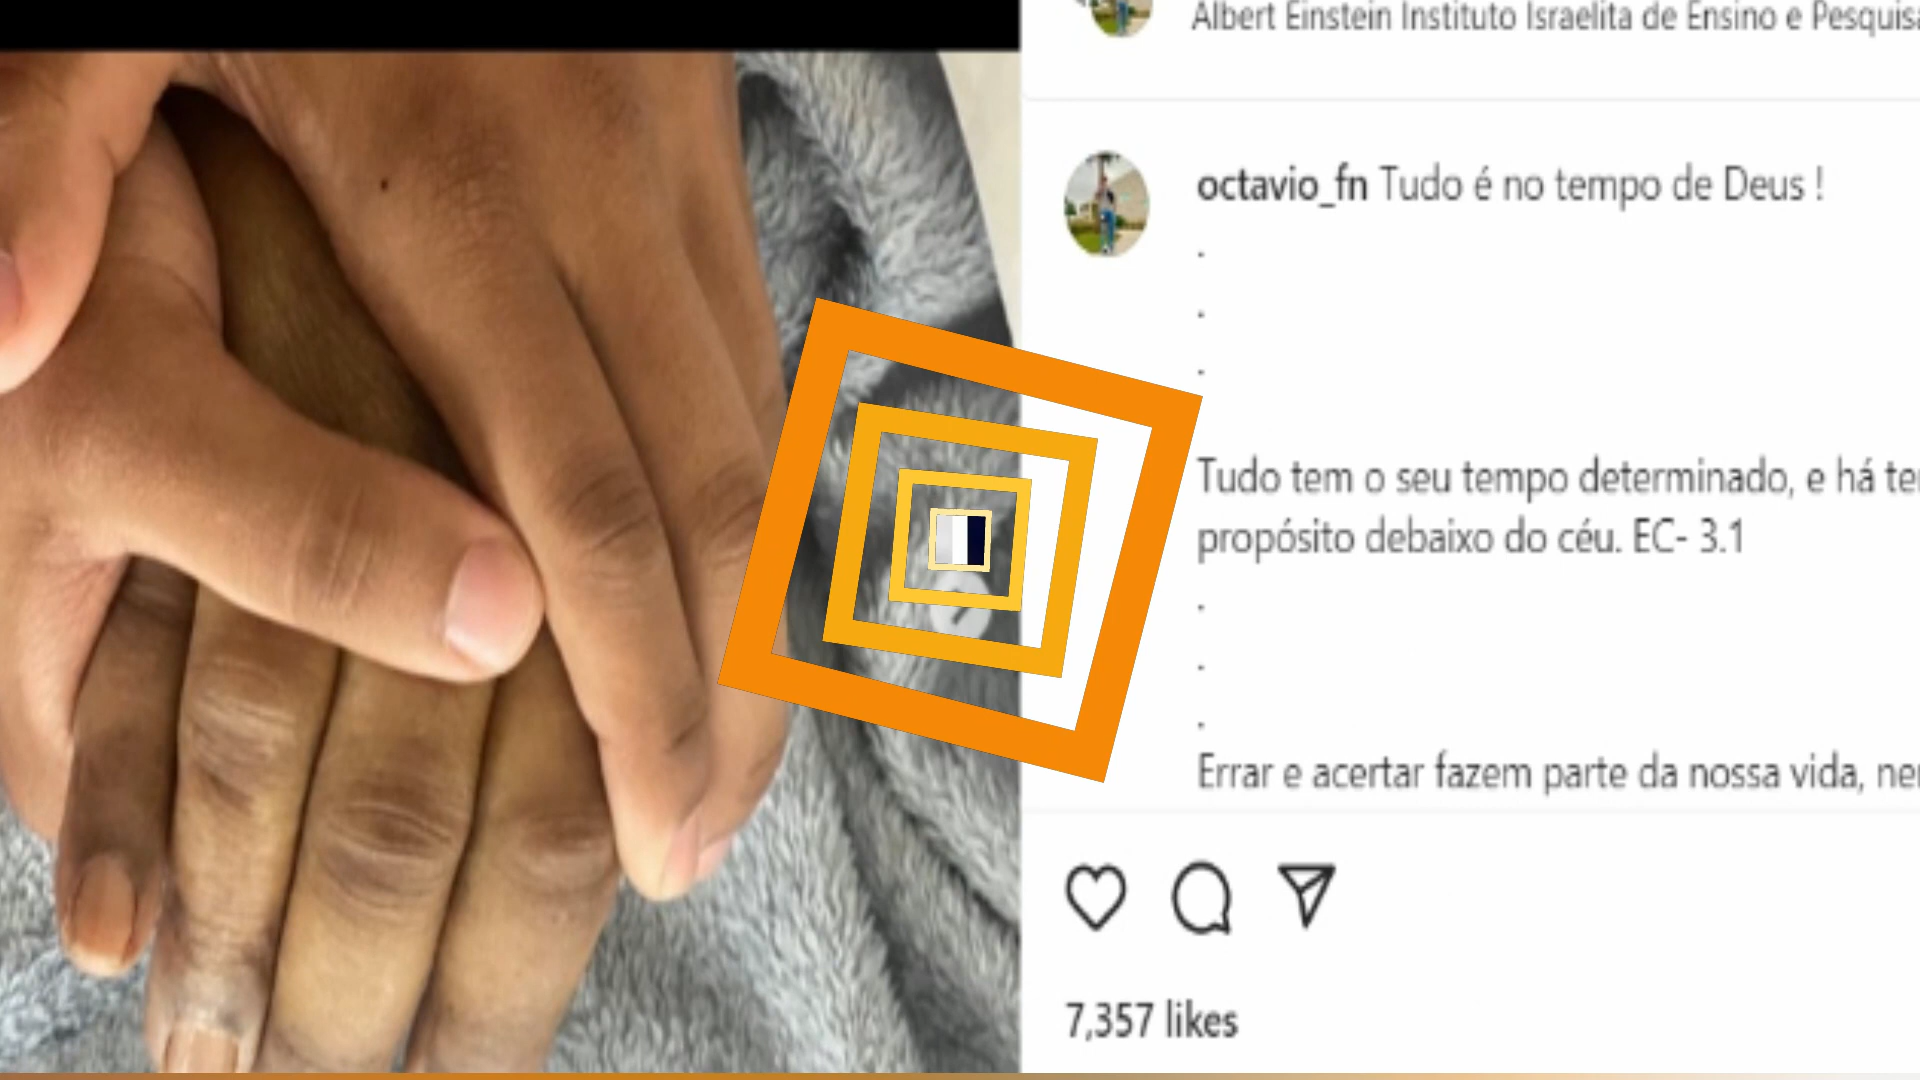 Albert Einstein Instituto Israelita de Ensino e
octavio_fn Tudo é no tempo de Deus !
.
.
.
Tudo tem o seu tempo determinado, e há
propósito debaixo do céu. EC- 3.1
.
.
.
Errar e acertar fazem parte da nossa vida,
7,357 likes